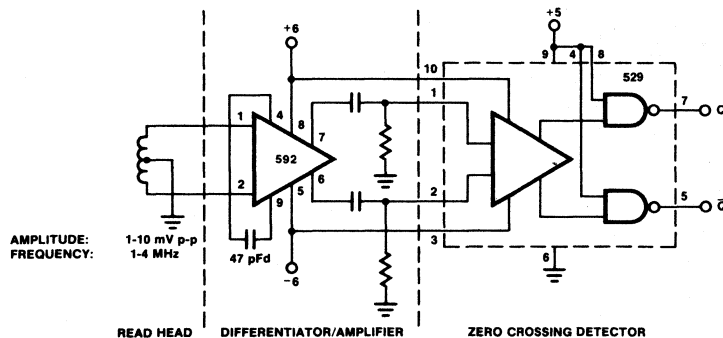 +6
+5
9 4 8
529
10
1
1
4
8
7
7
Q
592
2
6
2
5
5
Q̅
9
3
6
AMPLITUDE: 1-10 mV p-p
FREQUENCY: 1-4 MHz
47 pFd
−6
READ HEAD
DIFFERENTIATOR/AMPLIFIER
ZERO CROSSING DETECTOR